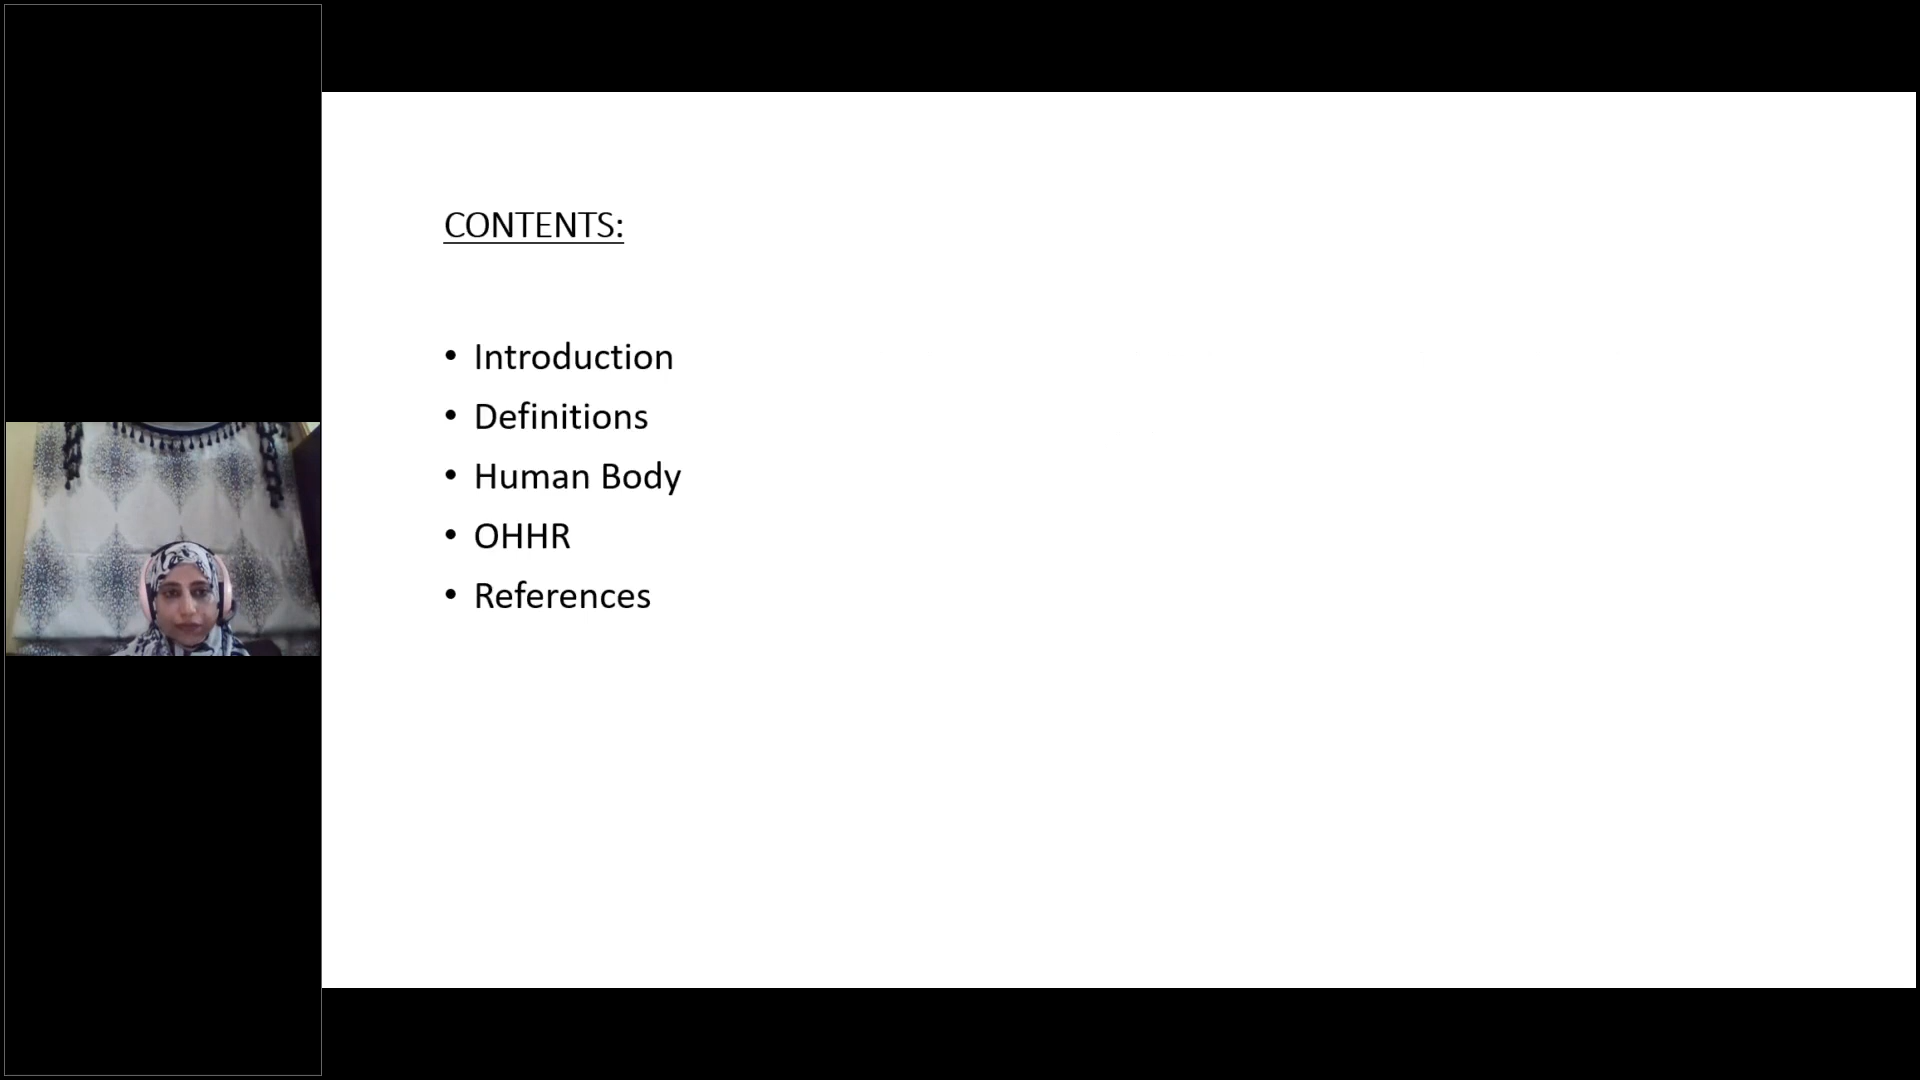 CONTENTS:
• Introduction
• Definitions
• Human Body
• OHHR
• References